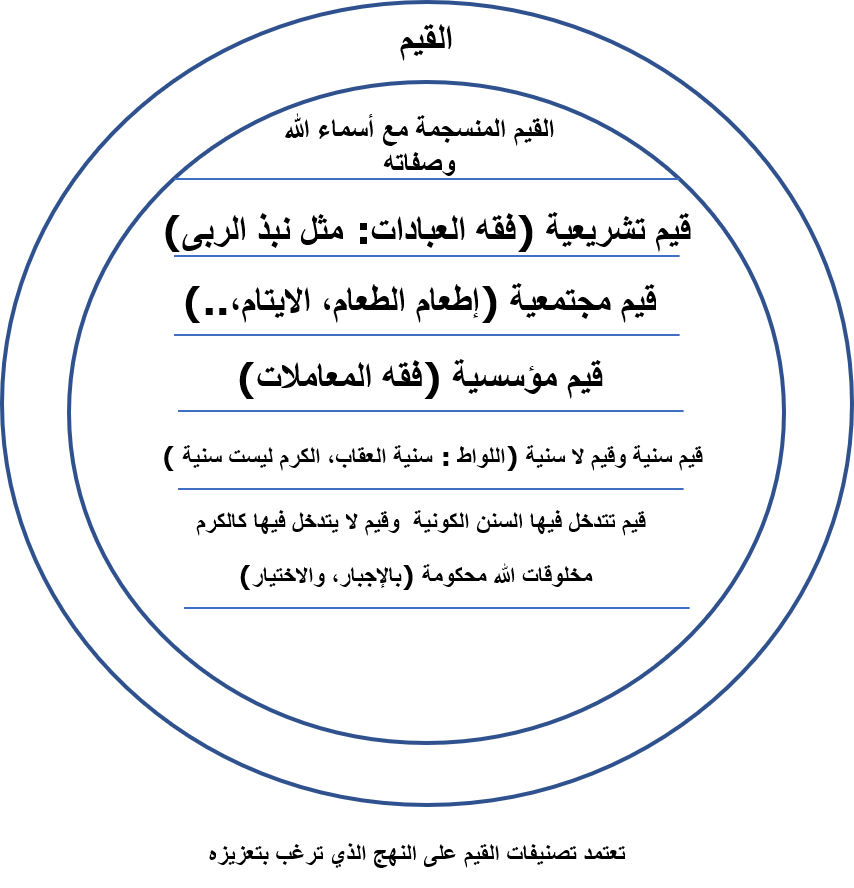 القيم
القيم المنسجمة مع أسماء الله
وصفاته
قيم تشريعية (فقه العبادات: مثل نبذ الربى)
قيم مجتمعية (إطعام الطعام، الايتام،..)
قيم مؤسسية (فقه المعاملات)
قيم سنية وقيم لا سنية (اللواط : سنية العقاب، الكرم ليست سنية )
قيم تتدخل فيها السنن الكونية وقيم لا يتدخل فيها كالكرم
مخلوقات الله محكومة (بالإجبار، والاختيار)
تعتمد تصنيفات القيم على النهج الذي ترغب بتعزيزه